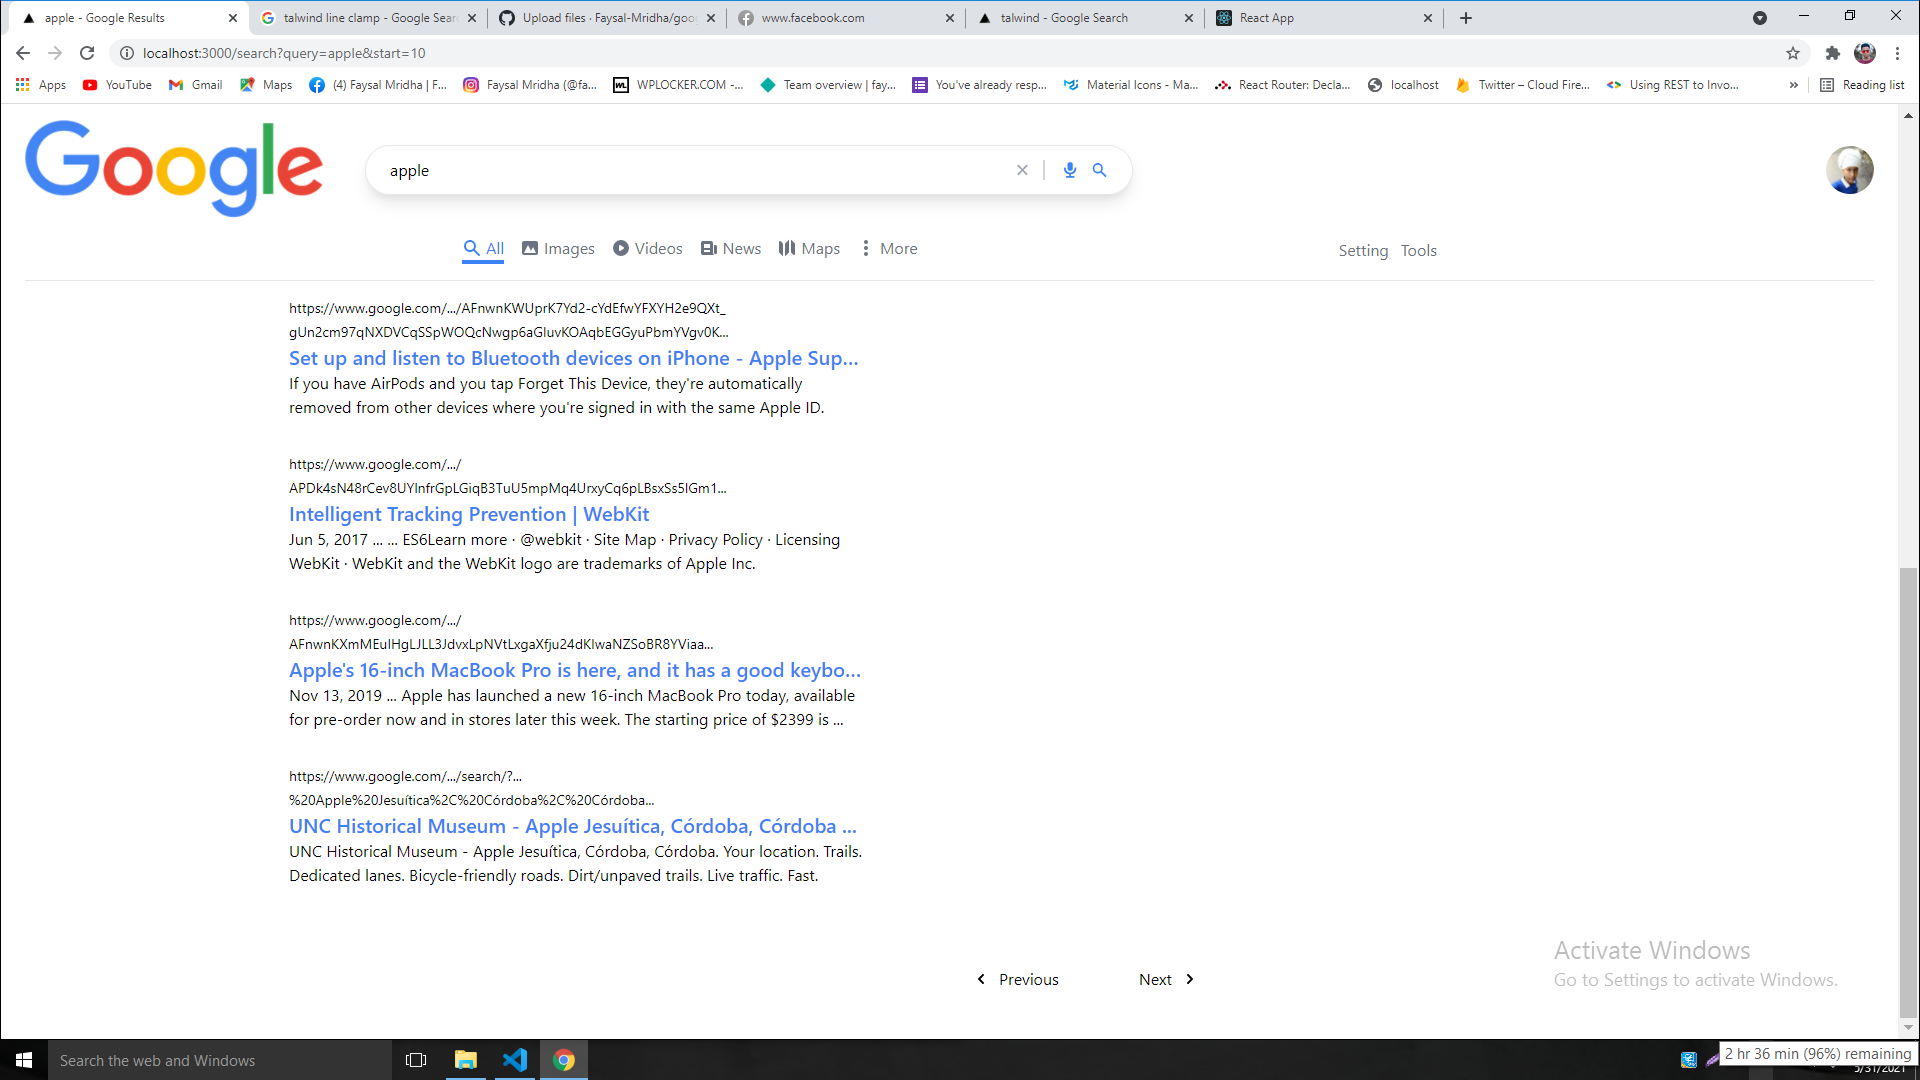 apple - Google Results
talwind line clamp - Google Sear
Upload files · Faysal-Mridha/goo
www.facebook.com
talwind - Google Search
React App
localhost:3000/search?query=apple&start=10
Apps
YouTube
Gmail
Maps
(4) Faysal Mridha | F...
Faysal Mridha (@fa...
WPLOCKER.COM -...
Team overview | fay...
You've already resp...
Material Icons - Ma...
React Router: Decla...
localhost
Twitter – Cloud Fire...
Using REST to Invo...
»
Reading list
Google
apple
All
Images
Videos
News
Maps
More
Setting
Tools
https://www.google.com/.../AFnwnKWUprK7Yd2-cYdEfwYFXYH2e9QXt_
gUn2cm97qNXDVCqSSpWOQcNwgp6aGIuvKOAqbEGGyuPbmYVgv0K...
Set up and listen to Bluetooth devices on iPhone - Apple Sup...
If you have AirPods and you tap Forget This Device, they're automatically
removed from other devices where you're signed in with the same Apple ID.
https://www.google.com/.../
APDk4sN48rCev8UYInfrGpLGiqB3TuU5mpMq4UrxyCq6pLBsxSs5IGm1...
Intelligent Tracking Prevention | WebKit
Jun 5, 2017 ... ... ES6Learn more · @webkit · Site Map · Privacy Policy · Licensing
WebKit · WebKit and the WebKit logo are trademarks of Apple Inc.
https://www.google.com/.../
AFnwnKXmMEuIHgLJLL3JdvxLpNVtLxgaXfju24dKIwaNZSoBR8YViaa...
Apple's 16-inch MacBook Pro is here, and it has a good keybo...
Nov 13, 2019 ... Apple has launched a new 16-inch MacBook Pro today, available
for pre-order now and in stores later this week. The starting price of $2399 is ...
https://www.google.com/.../search/?...
%20Apple%20Jesuítica%2C%20Córdoba%2C%20Córdoba...
UNC Historical Museum - Apple Jesuítica, Córdoba, Córdoba ...
UNC Historical Museum - Apple Jesuítica, Córdoba, Córdoba. Your location. Trails.
Dedicated lanes. Bicycle-friendly roads. Dirt/unpaved trails. Live traffic. Fast.
Previous
Next
Activate Windows
Go to Settings to activate Windows.
Search the web and Windows
2 hr 36 min (96%) remaining
5/31/2021